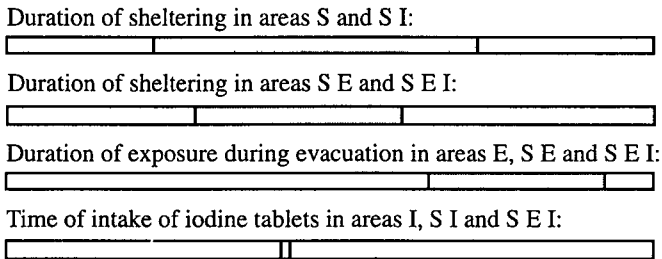 Duration of sheltering in areas S and S I:
Duration of sheltering in areas S E and S E I:
Duration of exposure during evacuation in areas E, S E and S E I:
Time of intake of iodine tablets in areas I, S I and S E I: